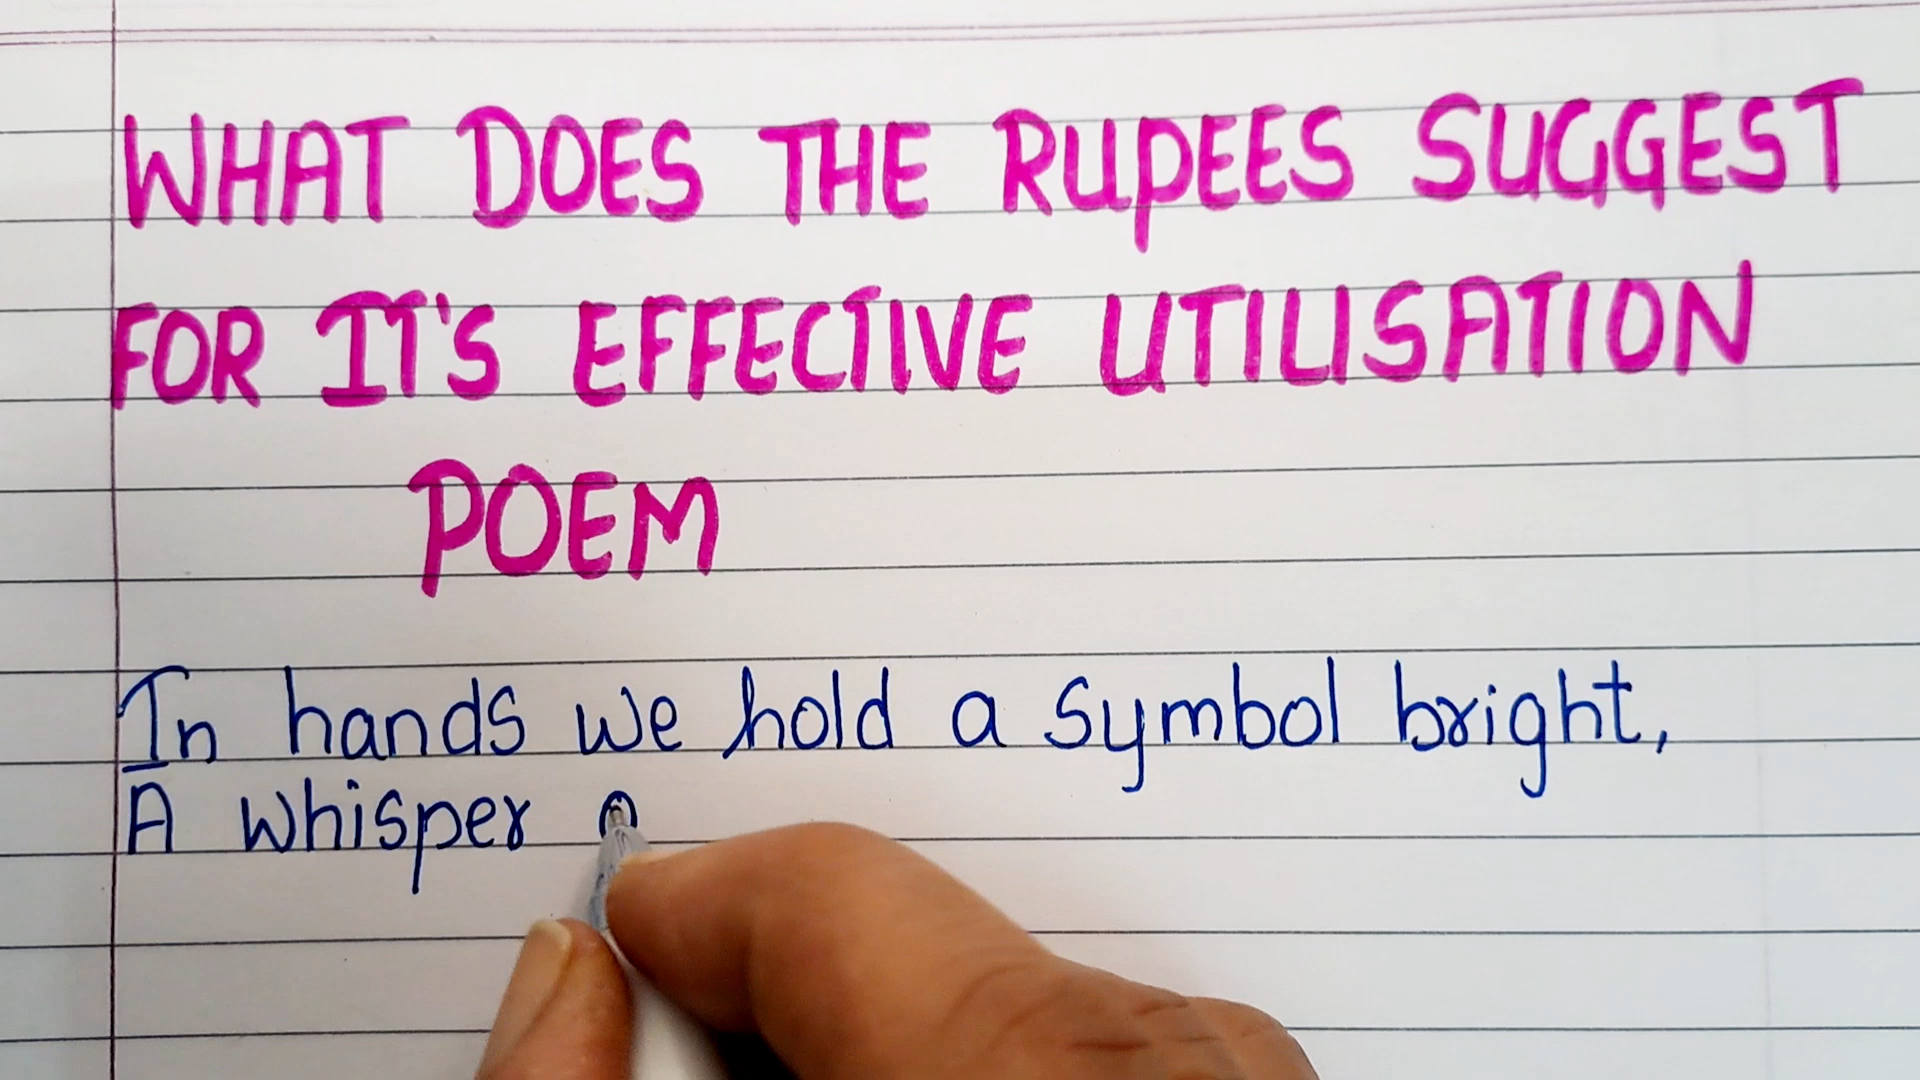 WHAT DOES THE RUPEES SUGGEST
FOR IT'S EFFECTIVE UTILISATION
POEM
In hands we hold a symbol bright,
A whisper o